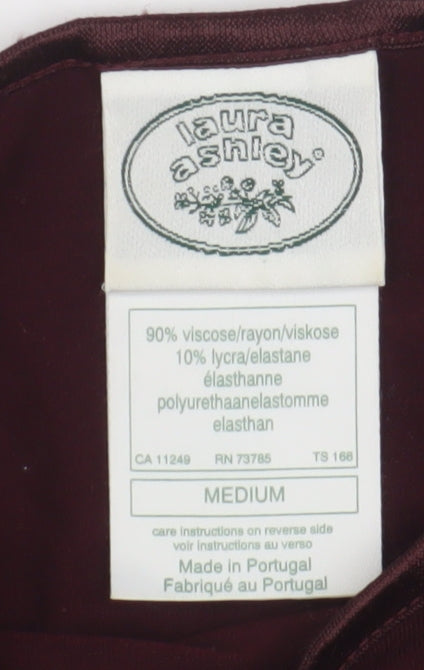 laura
ashley®
90% viscose/rayon/viskose
10% lycra/elastane
élasthanne
polyurethaanelastomme
elasthan
CA 11249 RN 73785 TS 168
MEDIUM
care instructions on reverse side
voir instructions au verso
Made in Portugal
Fabriqué au Portugal